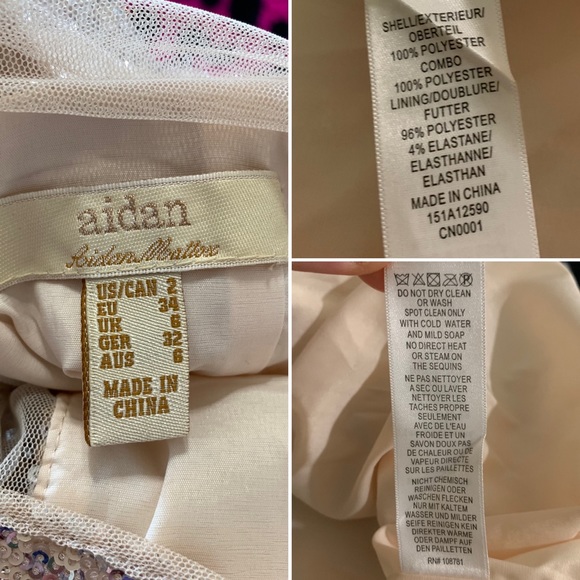 aidan
Aidan Mattox
US/CAN 2
EU 34
UK 6
GER 32
AUS 6
MADE IN
CHINA
SHELL/EXTERIEUR/
OBERTEIL
100% POLYESTER
COMBO
100% POLYESTER
LINING/DOUBLURE/
FUTTER
96% POLYESTER
4% ELASTANE/
ELASTHANNE/
ELASTHAN
MADE IN CHINA
151A12590
CN0001
DO NOT DRY CLEAN
OR WASH
SPOT CLEAN ONLY
WITH COLD WATER
AND MILD SOAP
NO DIRECT HEAT
OR STEAM ON
THE SEQUINS
NE PAS NETTOYER
A SEC OU LAVER
NETTOYER LES
TACHES PROPRE
SEULEMENT
AVEC DE L'EAU
FROIDE ET UN
SAVON DOUX PAS
DE CHALEUR OU DE
VAPEUR DIRECTE
SUR LES PAILLETTES
NICHT CHEMISCH
REINIGEN ODER
WASCHEN FLECKEN
NUR MIT KALTEM
WASSER UND MILDER
SEIFE REINIGEN KEIN
DIREKTER WÄRME
ODER DAMPF AUF
DEN PAILLETTEN
RN# 108781